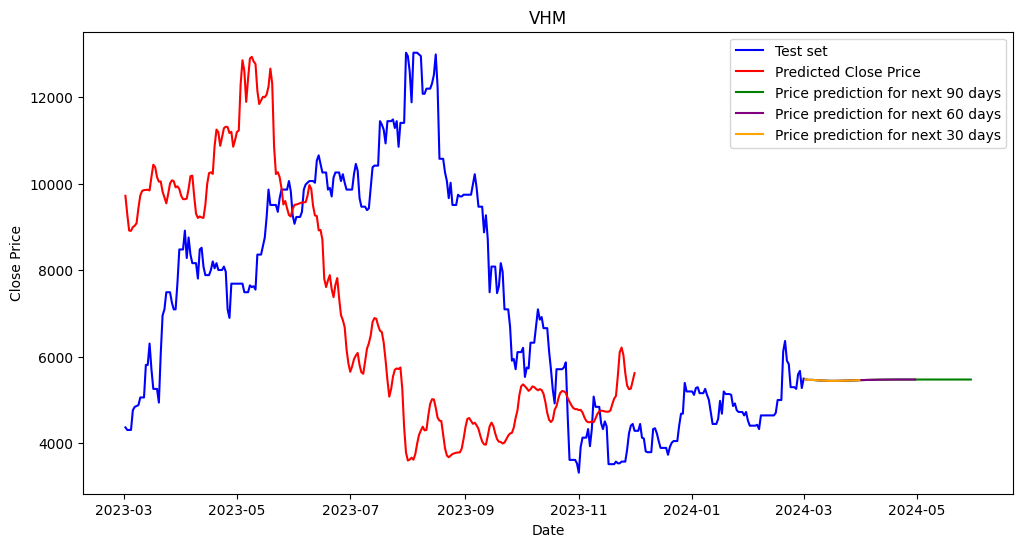 VHM
Test set
Predicted Close Price
Price prediction for next 90 days
Price prediction for next 60 days
Price prediction for next 30 days
Close Price
12000
10000
8000
6000
4000
2023-03
2023-05
2023-07
2023-09
2023-11
2024-01
2024-03
2024-05
Date